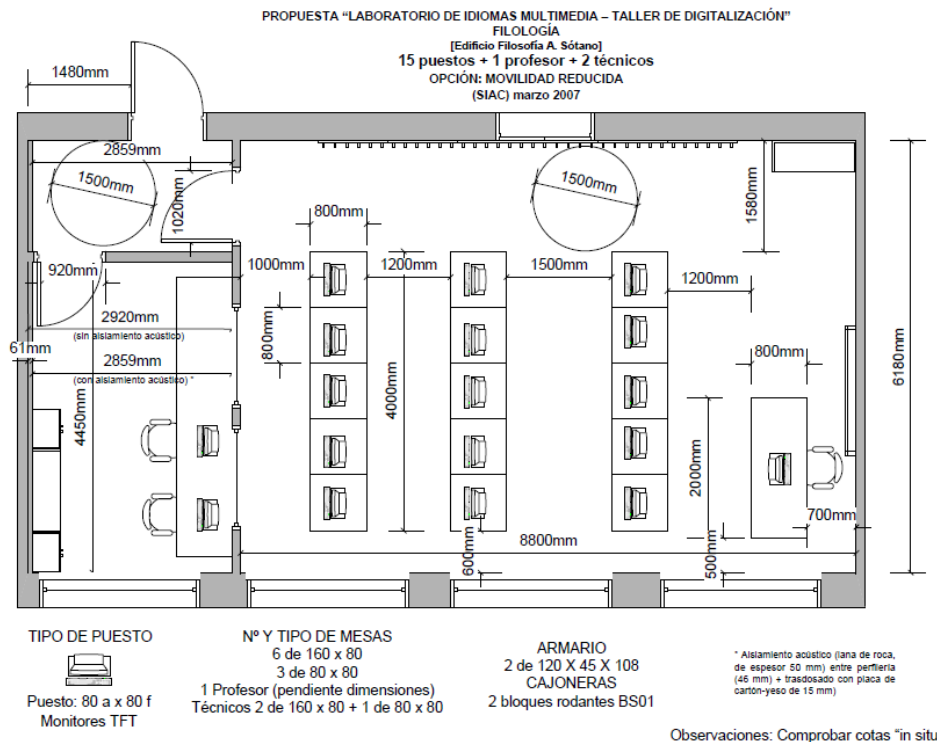 PROPUESTA “LABORATORIO DE IDIOMAS MULTIMEDIA – TALLER DE DIGITALIZACIÓN”
FILOLOGÍA
[Edificio Filosofía A. Sótano]
15 puestos + 1 profesor + 2 técnicos
OPCIÓN: MOVILIDAD REDUCIDA
(SIAC) marzo 2007
1480mm
2859mm
1500mm
1020mm
1500mm
1580mm
800mm
920mm
1000mm
1200mm
1500mm
1200mm
2920mm
(sin aislamiento acústico)
61mm
2859mm
(con aislamiento acústico) *
800mm
800mm
6180mm
4450mm
4000mm
2000mm
700mm
8800mm
600mm
500mm
TIPO DE PUESTO
Puesto: 80 a x 80 f
Monitores TFT
Nº Y TIPO DE MESAS
6 de 160 x 80
3 de 80 x 80
1 Profesor (pendiente dimensiones)
Técnicos 2 de 160 x 80 + 1 de 80 x 80
ARMARIO
2 de 120 X 45 X 108
CAJONERAS
2 bloques rodantes BS01
* Aislamiento acústico (lana de roca,
de espesor 50 mm) entre perfilería
(46 mm) + trasdosado con placa de
cartón-yeso de 15 mm)
Observaciones: Comprobar cotas “in situ